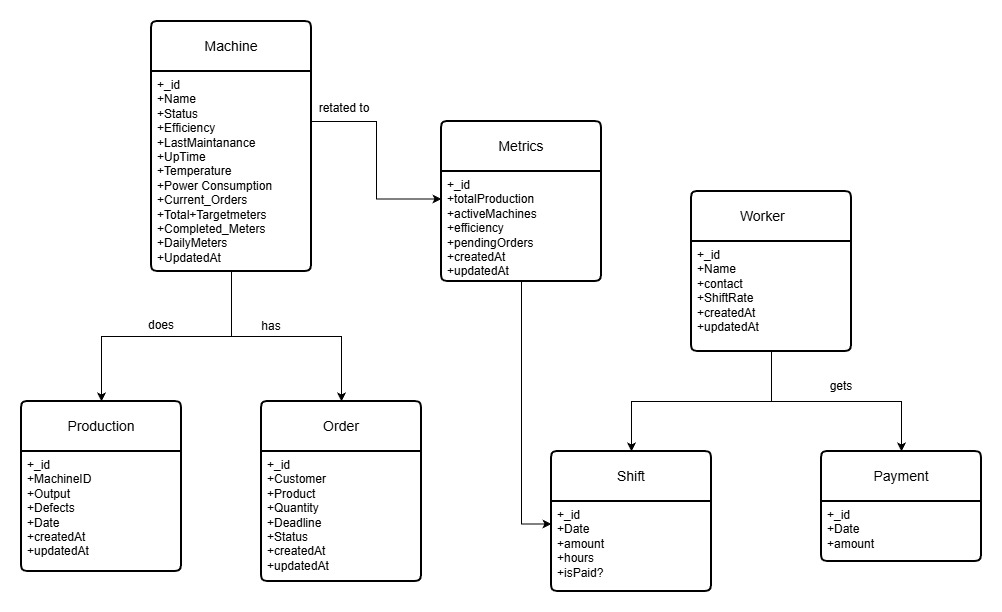 Machine
+_id
+Name
+Status
+Efficiency
+LastMaintanance
+UpTime
+Temperature
+Power Consumption
+Current_Orders
+Total+Targetmeters
+Completed_Meters
+DailyMeters
+UpdatedAt
retated to
Metrics
+_id
+totalProduction
+activeMachines
+efficiency
+pendingOrders
+createdAt
+updatedAt
Worker
+_id
+Name
+contact
+ShiftRate
+createdAt
+updatedAt
does
has
gets
Production
+_id
+MachineID
+Output
+Defects
+Date
+createdAt
+updatedAt
Order
+_id
+Customer
+Product
+Quantity
+Deadline
+Status
+createdAt
+updatedAt
Shift
+_id
+Date
+amount
+hours
+isPaid?
Payment
+_id
+Date
+amount